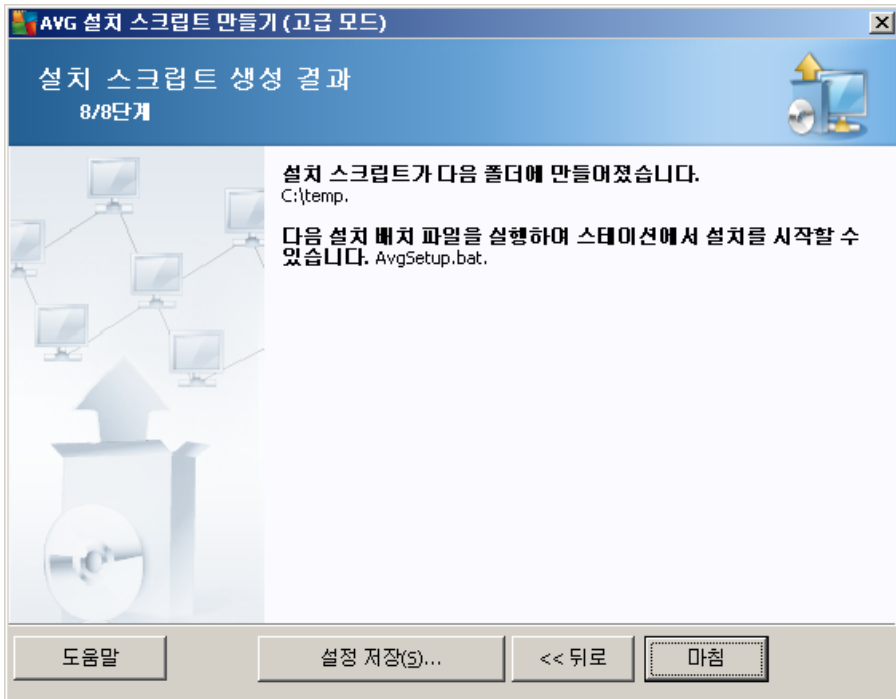 AVG 설치 스크립트 만들기 (고급 모드)
설치 스크립트 생성 결과
8/8단계
설치 스크립트가 다음 폴더에 만들어졌습니다.
C:\temp.
다음 설치 배치 파일을 실행하여 스테이션에서 설치를 시작할 수
있습니다. AvgSetup.bat.
도움말
설정 저장(S)...
<< 뒤로
마침